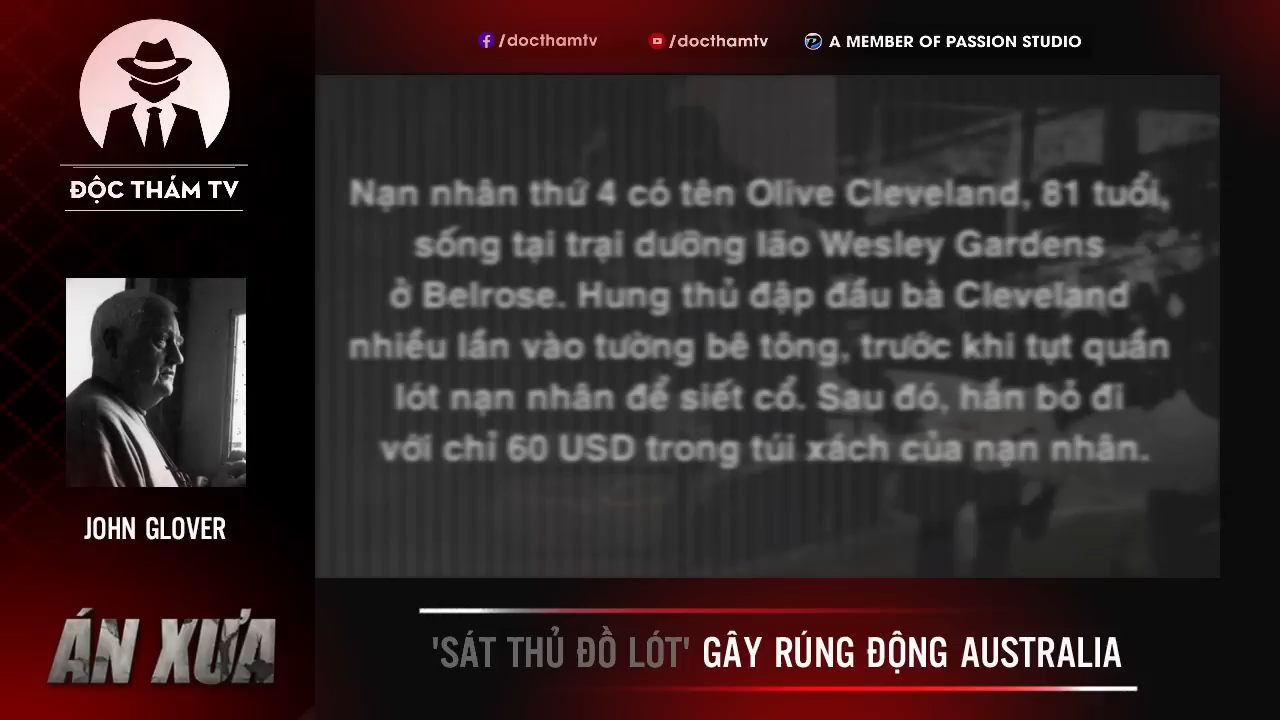 /docthamtv
/docthamtv
A MEMBER OF PASSION STUDIO
ĐỘC THÁM TV
Nạn nhân thứ 4 có tên Olive Cleveland, 81 tuổi,
sống tại trại dưỡng lão Wesley Gardens
ở Belrose. Hung thủ đập đầu bà Cleveland
nhiều lần vào tường bê tông, trước khi tụt quần
lót nạn nhân để siết cổ. Sau đó, hắn bỏ đi
với chỉ 60 USD trong túi xách của nạn nhân.
JOHN GLOVER
ÁN XƯA
'SÁT THỦ ĐỒ LÓT' GÂY RÚNG ĐỘNG AUSTRALIA